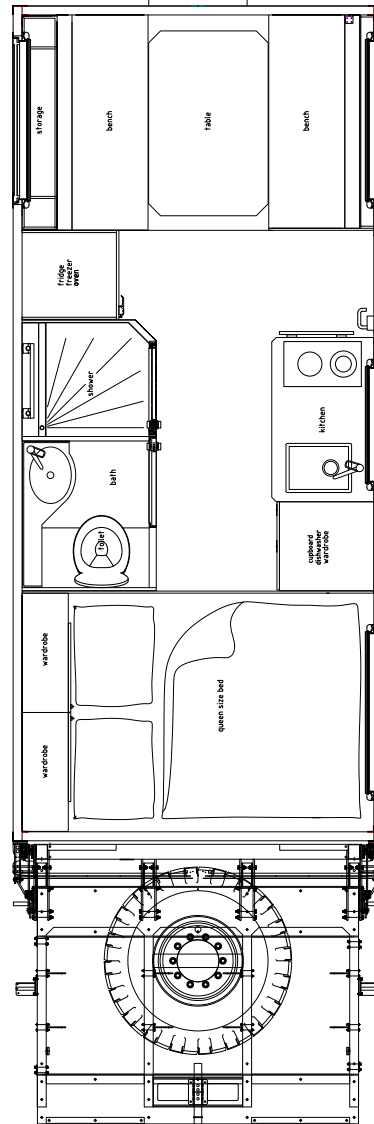 storage
bench
table
bench
fridge
freezer
oven
shower
kitchen
bath
toilet
cupboard
dishwasher
wardrobe
wardrobe
queen size bed
wardrobe